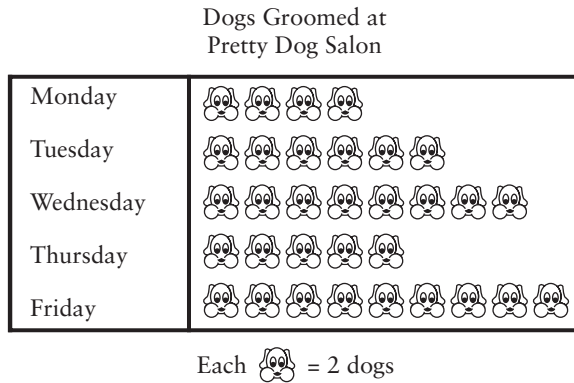 Dogs Groomed at
Pretty Dog Salon
Monday
Tuesday
Wednesday
Thursday
Friday
Each = 2 dogs